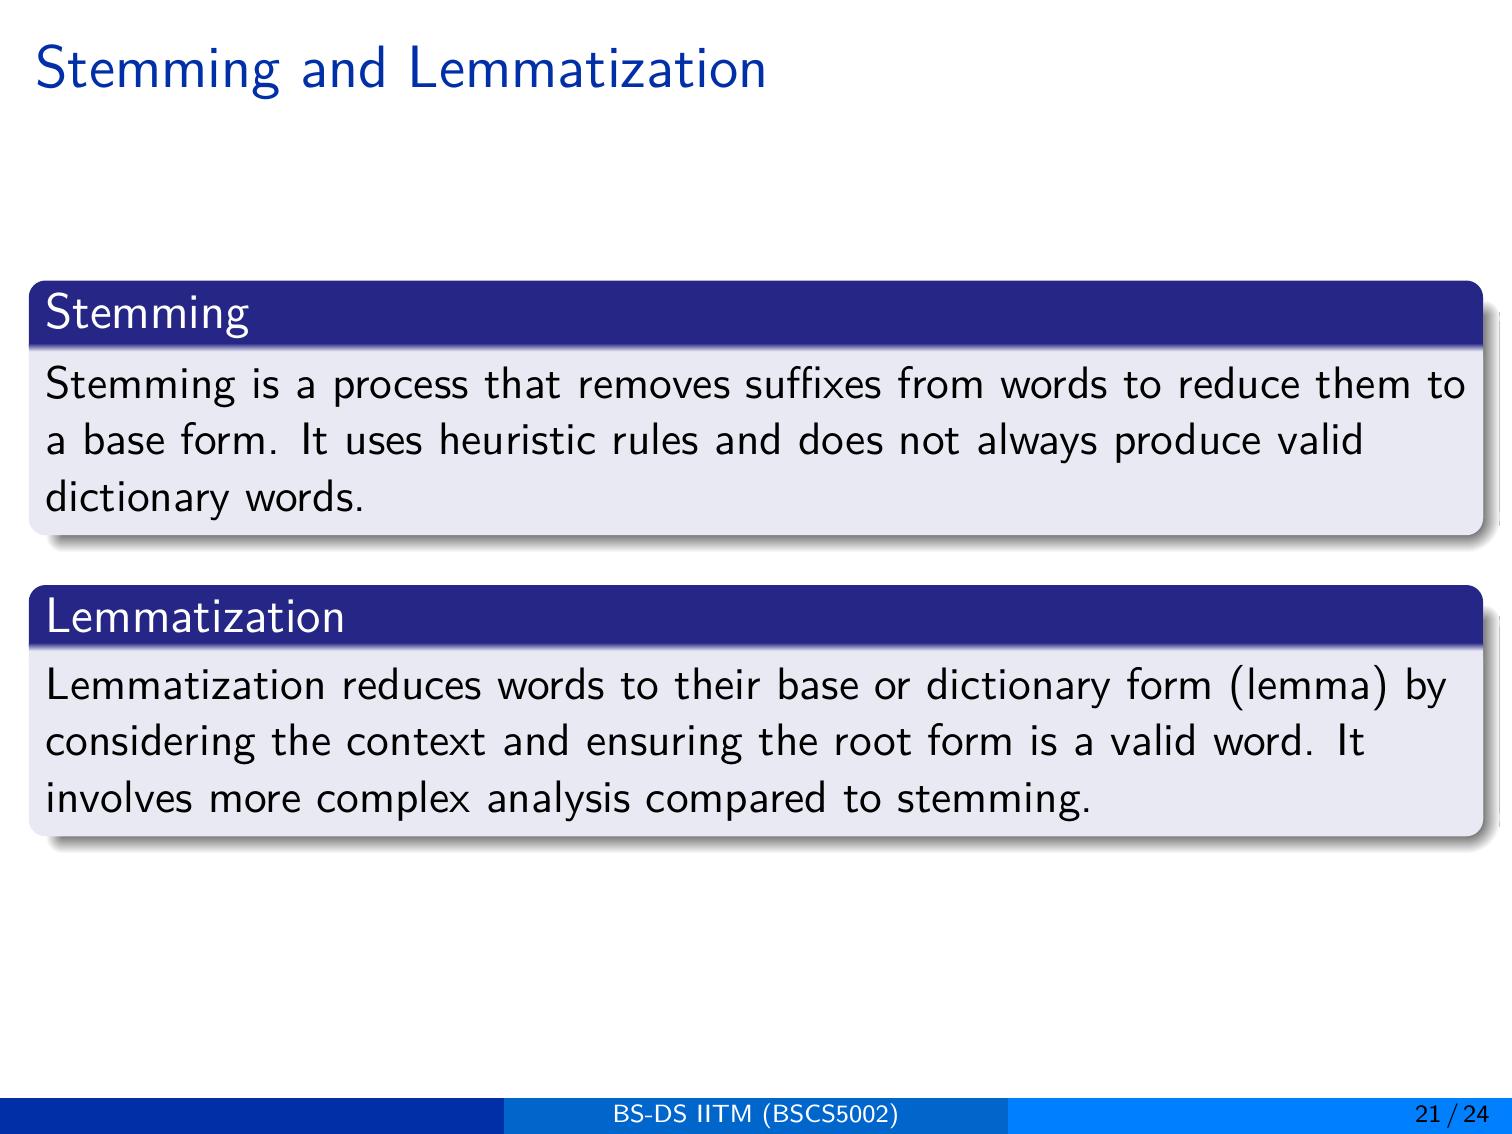 Stemming and Lemmatization
Stemming
Stemming is a process that removes suffixes from words to reduce them to
a base form. It uses heuristic rules and does not always produce valid
dictionary words.
Lemmatization
Lemmatization reduces words to their base or dictionary form (lemma) by
considering the context and ensuring the root form is a valid word. It
involves more complex analysis compared to stemming.
BS-DS IITM (BSCS5002)
21 / 24